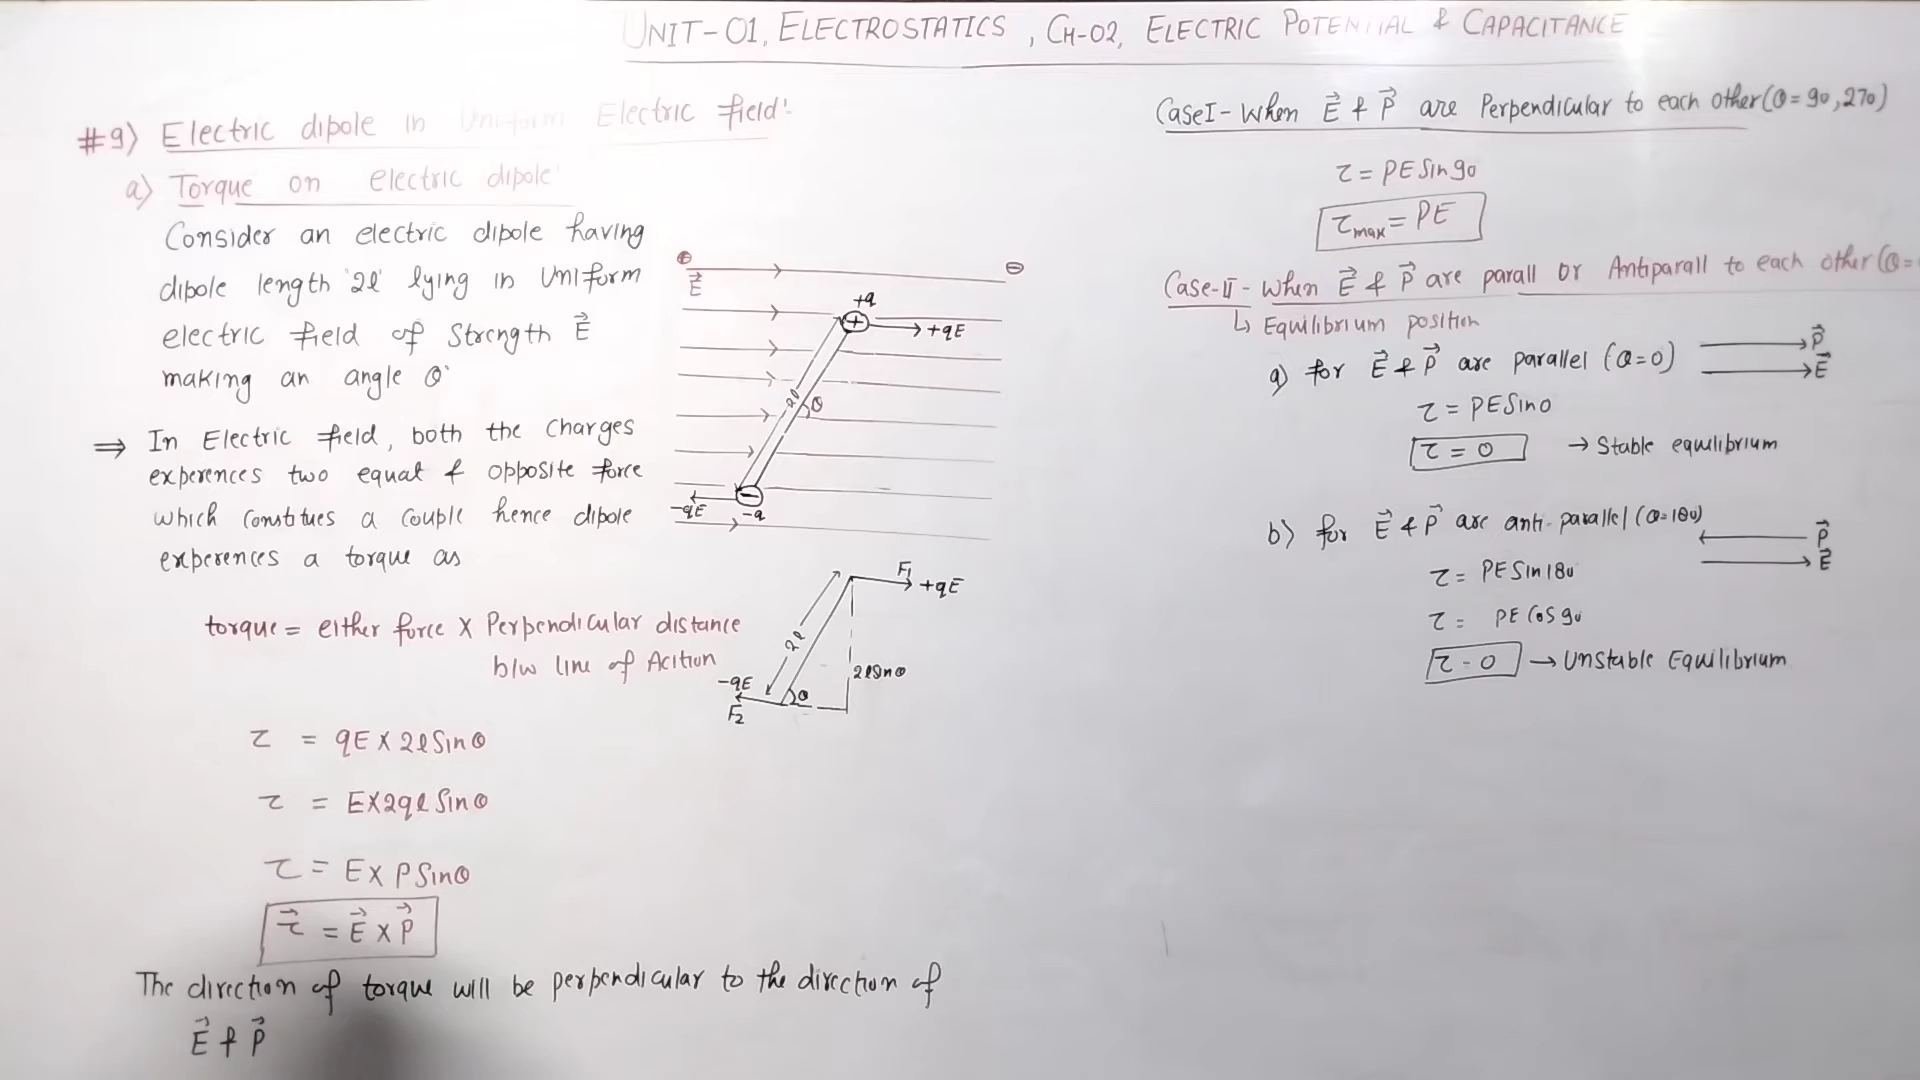 UNIT-01, ELECTROSTATICS , CH-02, ELECTRIC POTENTIAL & CAPACITANCE
#9) Electric dipole in Uniform Electric field:
a) Torque on electric dipole
Consider an electric dipole having
dipole length '2l' lying in Uniform
electric field of Strength E⃗
making an angle θ
⇒ In Electric field, both the charges
experences two equal & opposite force
which constitues a couple hence dipole
experences a torque as
torque = either force × Perpendicular distance
b/w line of Acition
τ = qE × 2l Sinθ
τ = E×2ql Sinθ
τ = E× P Sinθ
τ⃗ = E⃗ × P⃗
The direction of torque will be perpendicular to the direction of
E⃗ & P⃗
⊕
⊖
E⃗
+q
+
+qE
2l
θ
−
-qE
-q
F1
+qE
2l
2lSinθ
-qE
θ
F2
Case I - When E⃗ & P⃗ are Perpendicular to each other (θ = 90, 270)
τ = PE Sin 90
τmax = PE
Case-II - When E⃗ & P⃗ are parall or Antiparall to each other (θ =
↳ Equilibrium position
a) for E⃗ & P⃗ are parallel (θ=0)
P⃗
E⃗
τ = PE Sin 0
τ = 0 → Stable equilibrium
b) for E⃗ & P⃗ are anti-parallel (θ=180)
P⃗
E⃗
τ = PE Sin 180
τ = PE Cos 90
τ - 0 → Unstable Equilibrium